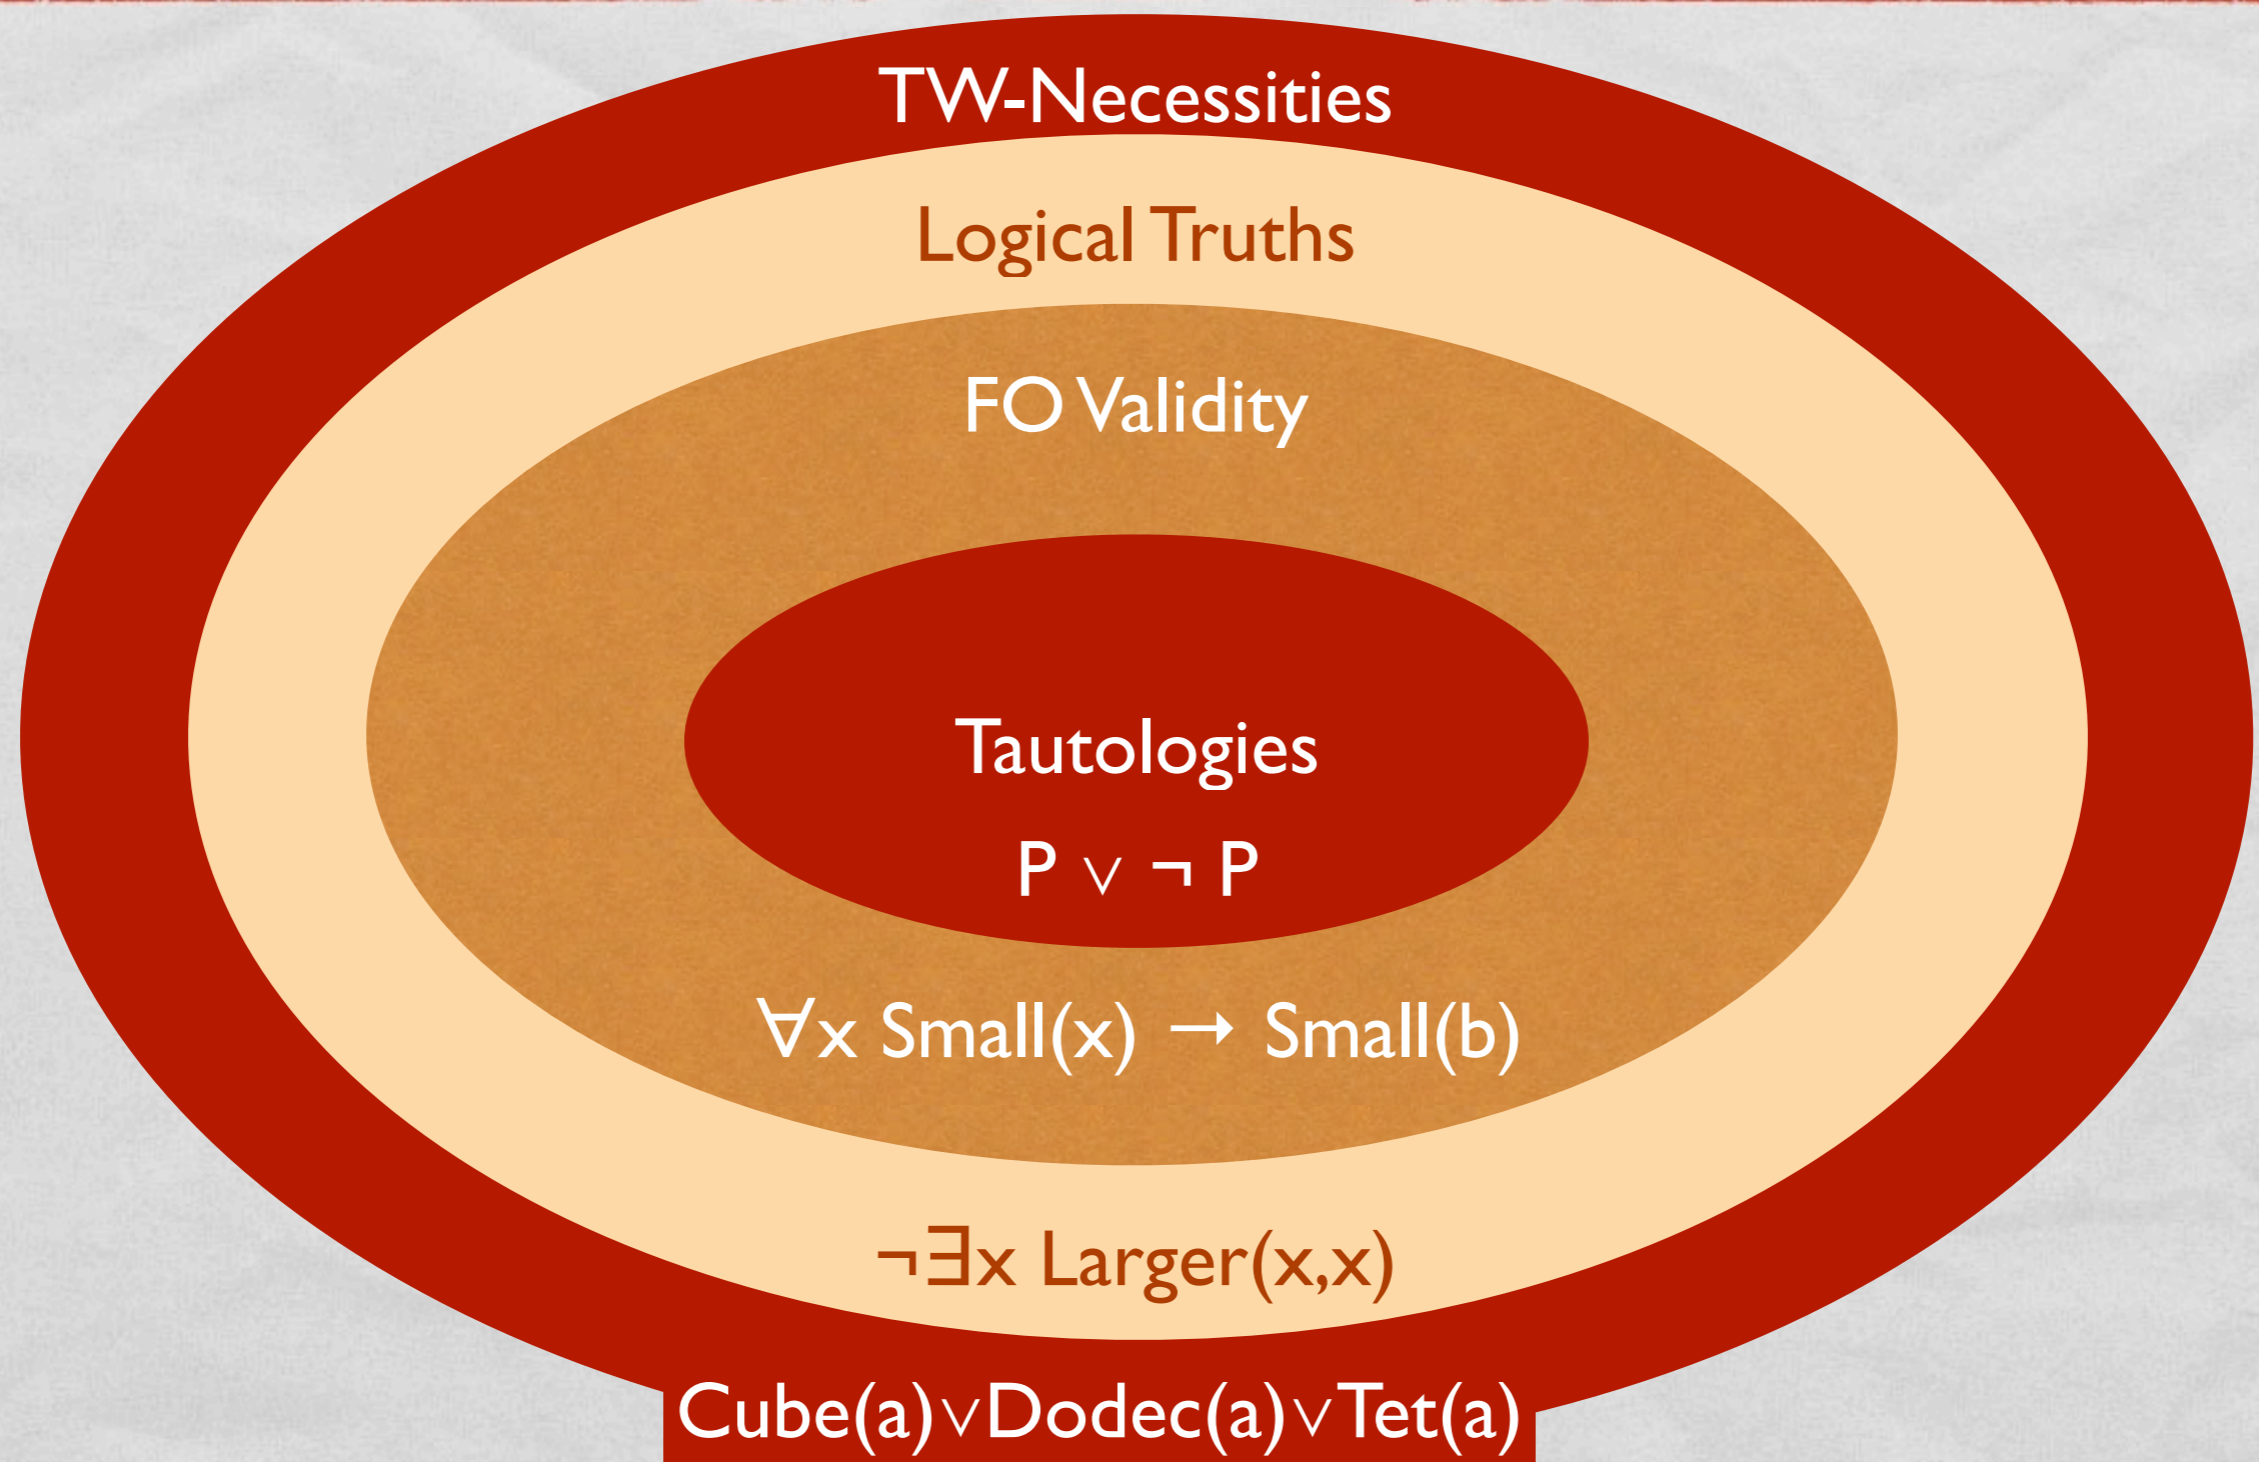 TW-Necessities
Logical Truths
FO Validity
Tautologies
P ∨ ¬ P
∀x Small(x) → Small(b)
¬∃x Larger(x,x)
Cube(a)∨Dodec(a)∨Tet(a)